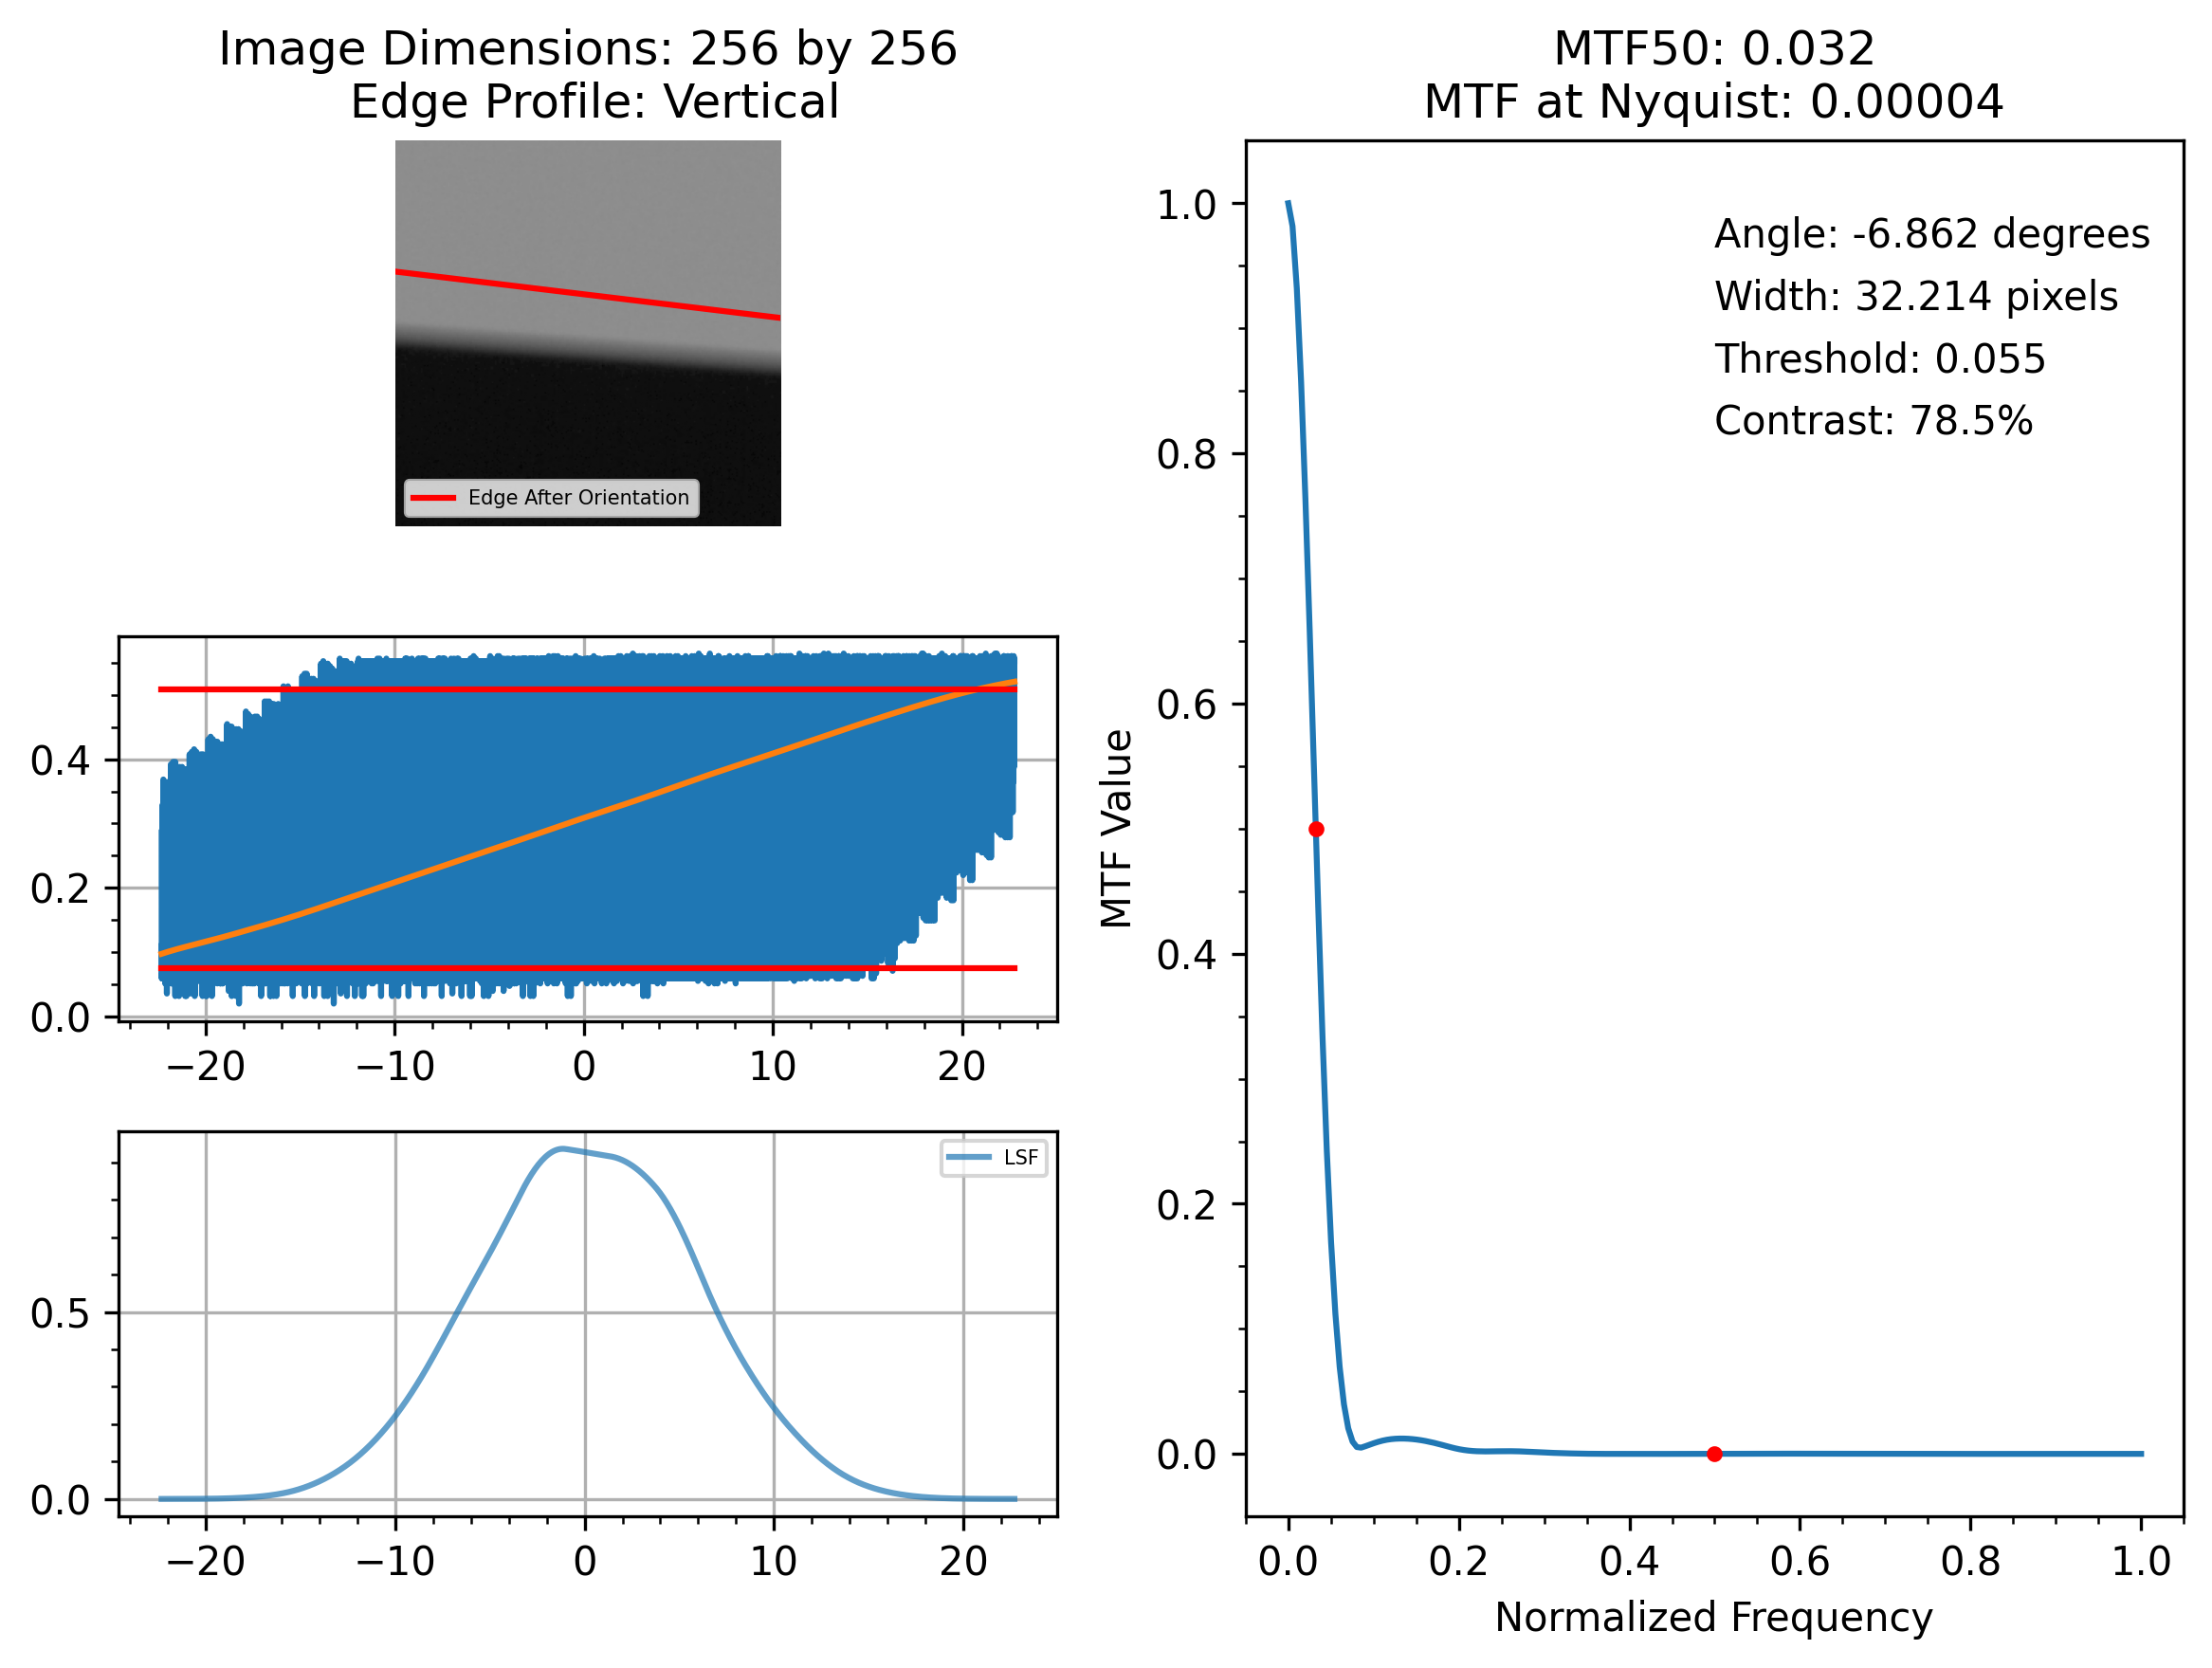 Image Dimensions: 256 by 256
Edge Profile: Vertical
Edge After Orientation
0.4
0.2
0.0
−20 −10 0 10 20
LSF
0.5
0.0
−20 −10 0 10 20
MTF50: 0.032
MTF at Nyquist: 0.00004
Angle: -6.862 degrees
Width: 32.214 pixels
Threshold: 0.055
Contrast: 78.5%
MTF Value
1.0
0.8
0.6
0.4
0.2
0.0
0.0 0.2 0.4 0.6 0.8 1.0
Normalized Frequency